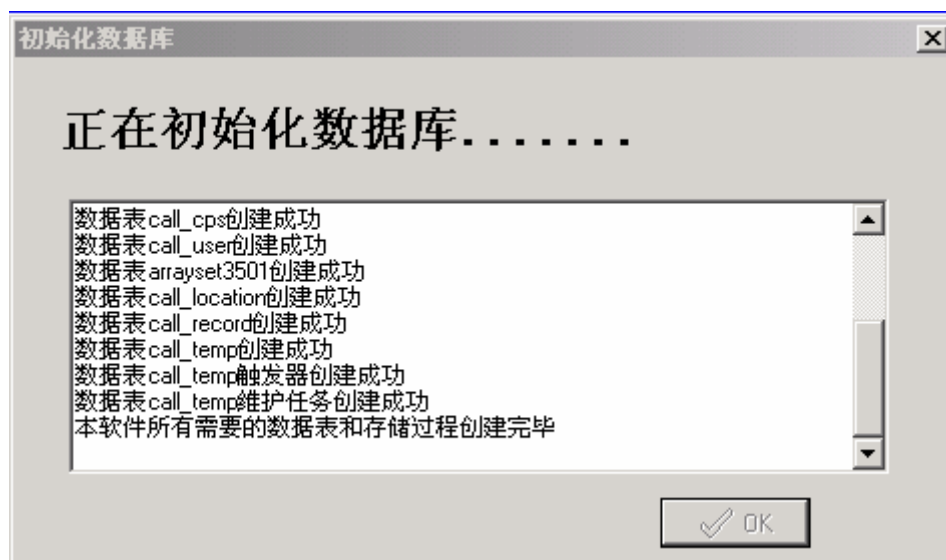 初始化数据库
正在初始化数据库.......
数据表call_cps创建成功
数据表call_user创建成功
数据表arrayset3501创建成功
数据表call_location创建成功
数据表call_record创建成功
数据表call_temp创建成功
数据表call_temp触发器创建成功
数据表call_temp维护任务创建成功
本软件所有需要的数据表和存储过程创建完毕
OK